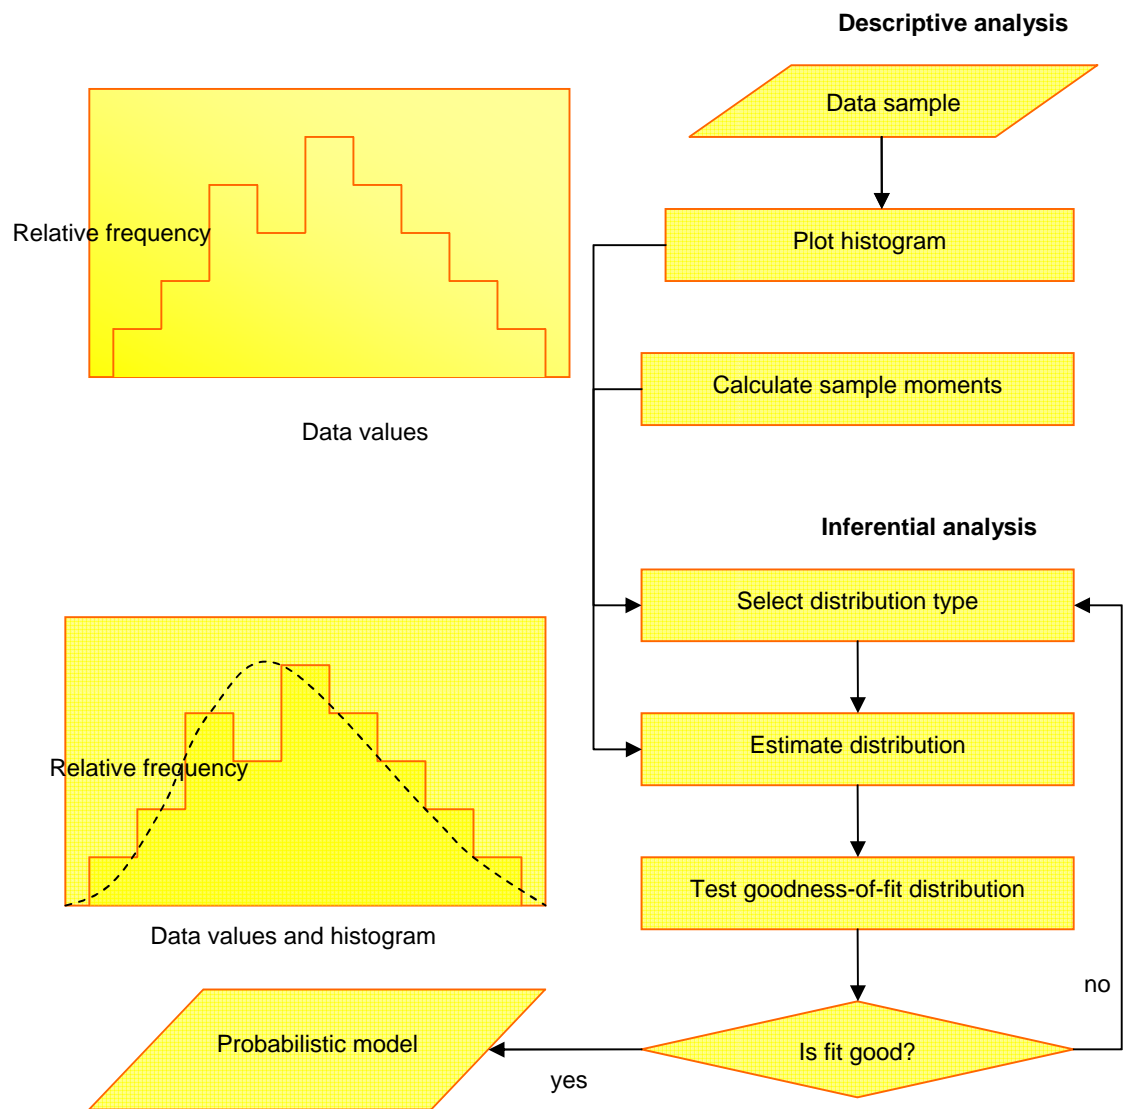 Descriptive analysis
Data sample
Relative frequency
Plot histogram
Calculate sample moments
Data values
Inferential analysis
Select distribution type
Estimate distribution
Relative frequency
Test goodness-of-fit distribution
Data values and histogram
no
Probabilistic model
Is fit good?
yes